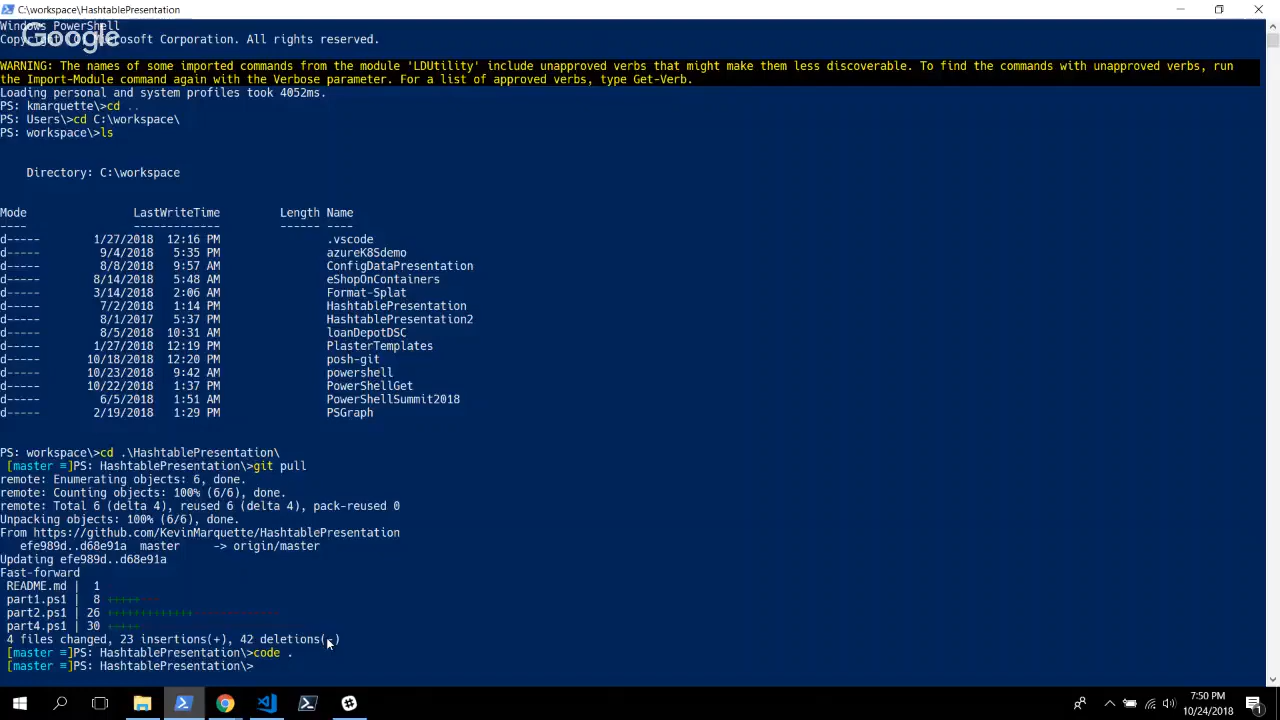 C:\workspace\HashtablePresentation
Windows PowerShell
Google
Microsoft Corporation. All rights reserved.
WARNING: The names of some imported commands from the module 'LDUtility' include unapproved verbs that might make them less discoverable. To find the commands with unapproved verbs, run
the Import-Module command again with the Verbose parameter. For a list of approved verbs, type Get-Verb.
Loading personal and system profiles took 4052ms.
PS: kmarquette\>cd ..
PS: Users\>cd C:\workspace\
PS: workspace\>ls
Directory: C:\workspace
Mode LastWriteTime Length Name
---- ------------- ------ ----
d----- 1/27/2018 12:16 PM .vscode
d----- 9/4/2018 5:35 PM azureK8Sdemo
d----- 8/8/2018 9:57 AM ConfigDataPresentation
d----- 8/14/2018 5:48 AM eShopOnContainers
d----- 3/14/2018 2:06 AM Format-Splat
d----- 7/2/2018 1:14 PM HashtablePresentation
d----- 8/1/2017 5:37 PM HashtablePresentation2
d----- 8/5/2018 10:31 AM loanDepotDSC
d----- 1/27/2018 12:19 PM PlasterTemplates
d----- 10/18/2018 12:20 PM posh-git
d----- 10/23/2018 9:42 AM powershell
d----- 10/22/2018 1:37 PM PowerShellGet
d----- 6/5/2018 1:51 AM PowerShellSummit2018
d----- 2/19/2018 1:29 PM PSGraph
PS: workspace\>cd .\HashtablePresentation\
[master ≡]PS: HashtablePresentation\>git pull
remote: Enumerating objects: 6, done.
remote: Counting objects: 100% (6/6), done.
remote: Total 6 (delta 4), reused 6 (delta 4), pack-reused 0
Unpacking objects: 100% (6/6), done.
From https://github.com/KevinMarquette/HashtablePresentation
efe989d..d68e91a master -> origin/master
Updating efe989d..d68e91a
Fast-forward
README.md | 1
part1.ps1 | 8
part2.ps1 | 26
part4.ps1 | 30
4 files changed, 23 insertions(+), 42 deletions(-)
[master ≡]PS: HashtablePresentation\>code .
[master ≡]PS: HashtablePresentation\>
7:50 PM
10/24/2018
1